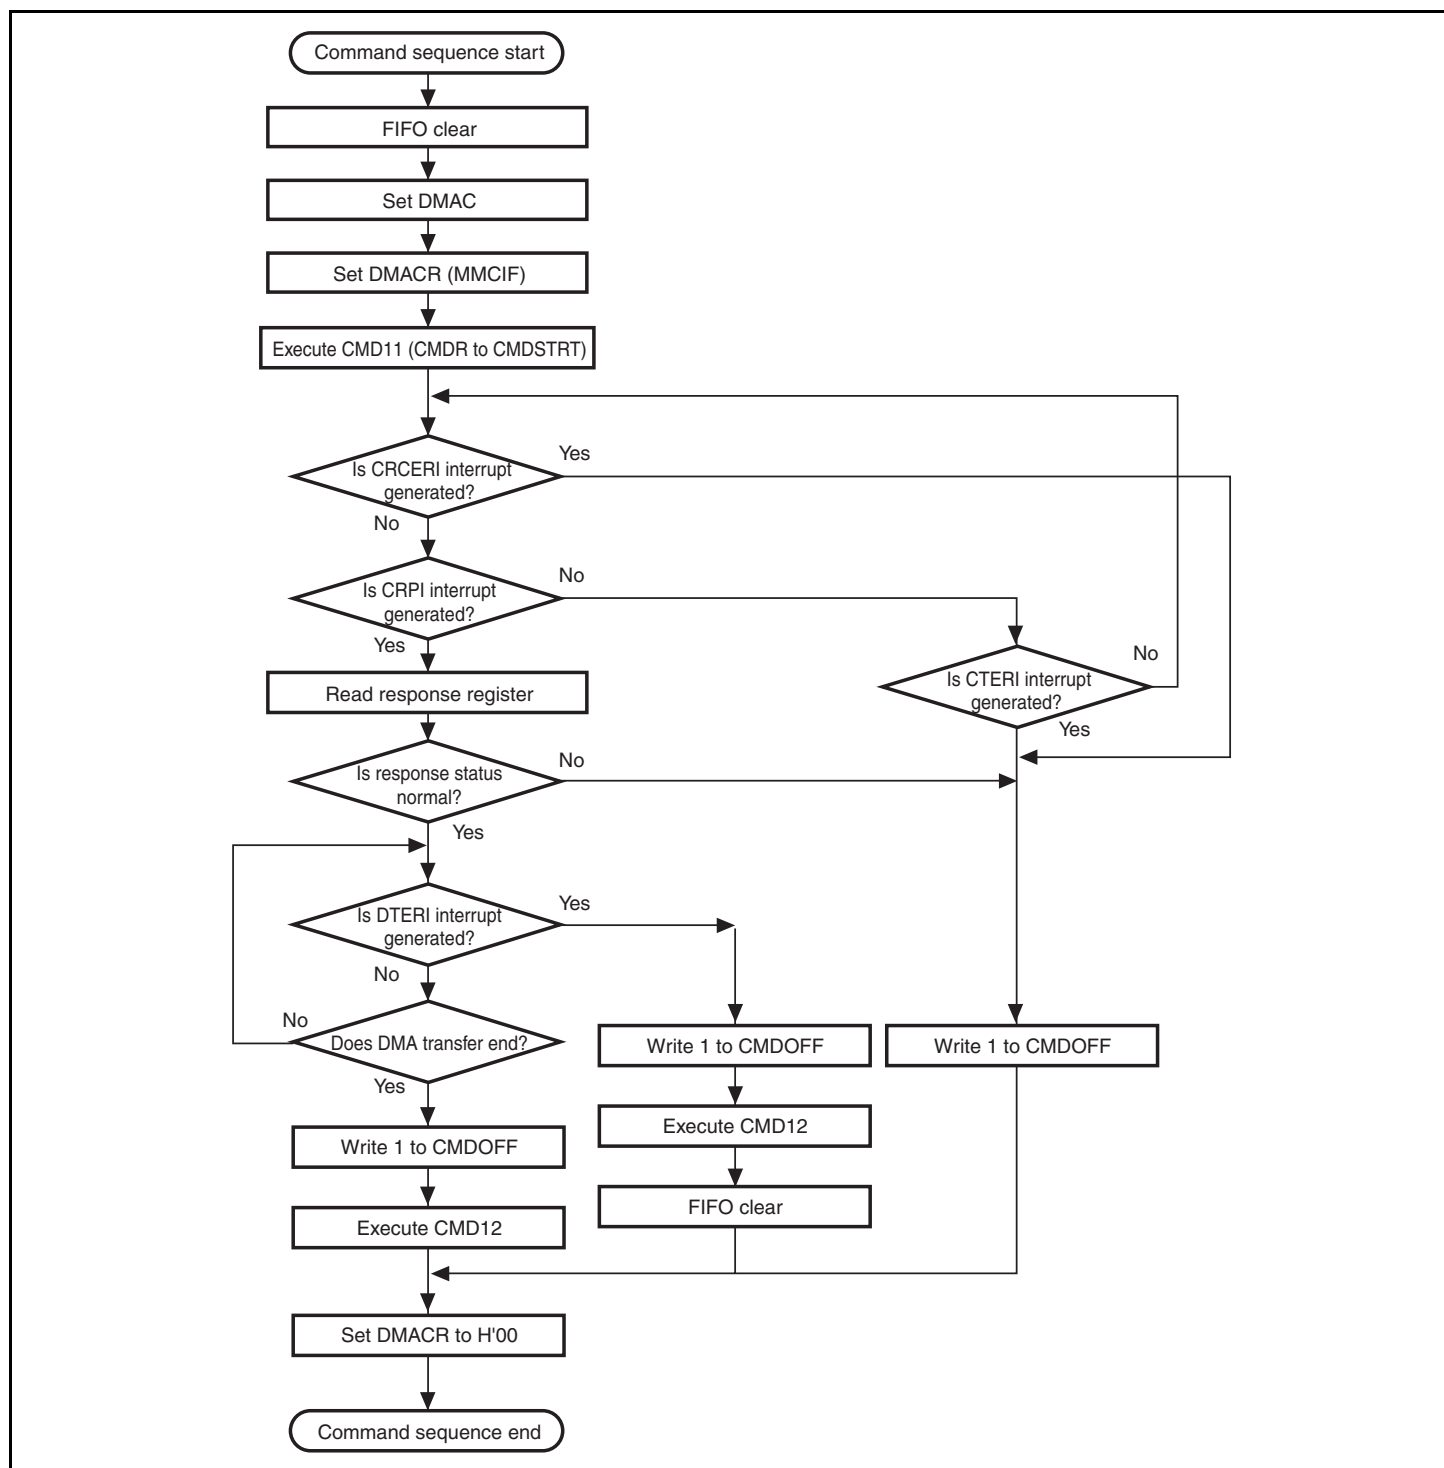 Command sequence start
FIFO clear
Set DMAC
Set DMACR (MMCIF)
Execute CMD11 (CMDR to CMDSTRT)
Is CRCERI interrupt
generated?
Yes
No
Is CRPI interrupt
generated?
No
Yes
Is CTERI interrupt
generated?
No
Yes
Read response register
Is response status
normal?
No
Yes
Is DTERI interrupt
generated?
Yes
No
Does DMA transfer end?
No
Yes
Write 1 to CMDOFF
Execute CMD12
Write 1 to CMDOFF
Execute CMD12
FIFO clear
Write 1 to CMDOFF
Set DMACR to H'00
Command sequence end